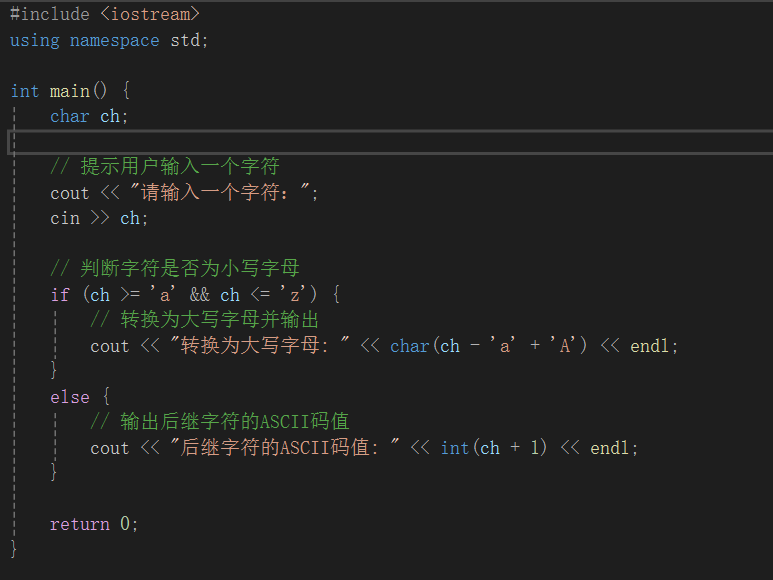 #include <iostream>
using namespace std;
int main() {
char ch;
// 提示用户输入一个字符
cout << "请输入一个字符：";
cin >> ch;
// 判断字符是否为小写字母
if (ch >= 'a' && ch <= 'z') {
// 转换为大写字母并输出
cout << "转换为大写字母: " << char(ch - 'a' + 'A') << endl;
}
else {
// 输出后继字符的ASCII码值
cout << "后继字符的ASCII码值: " << int(ch + 1) << endl;
}
return 0;
}